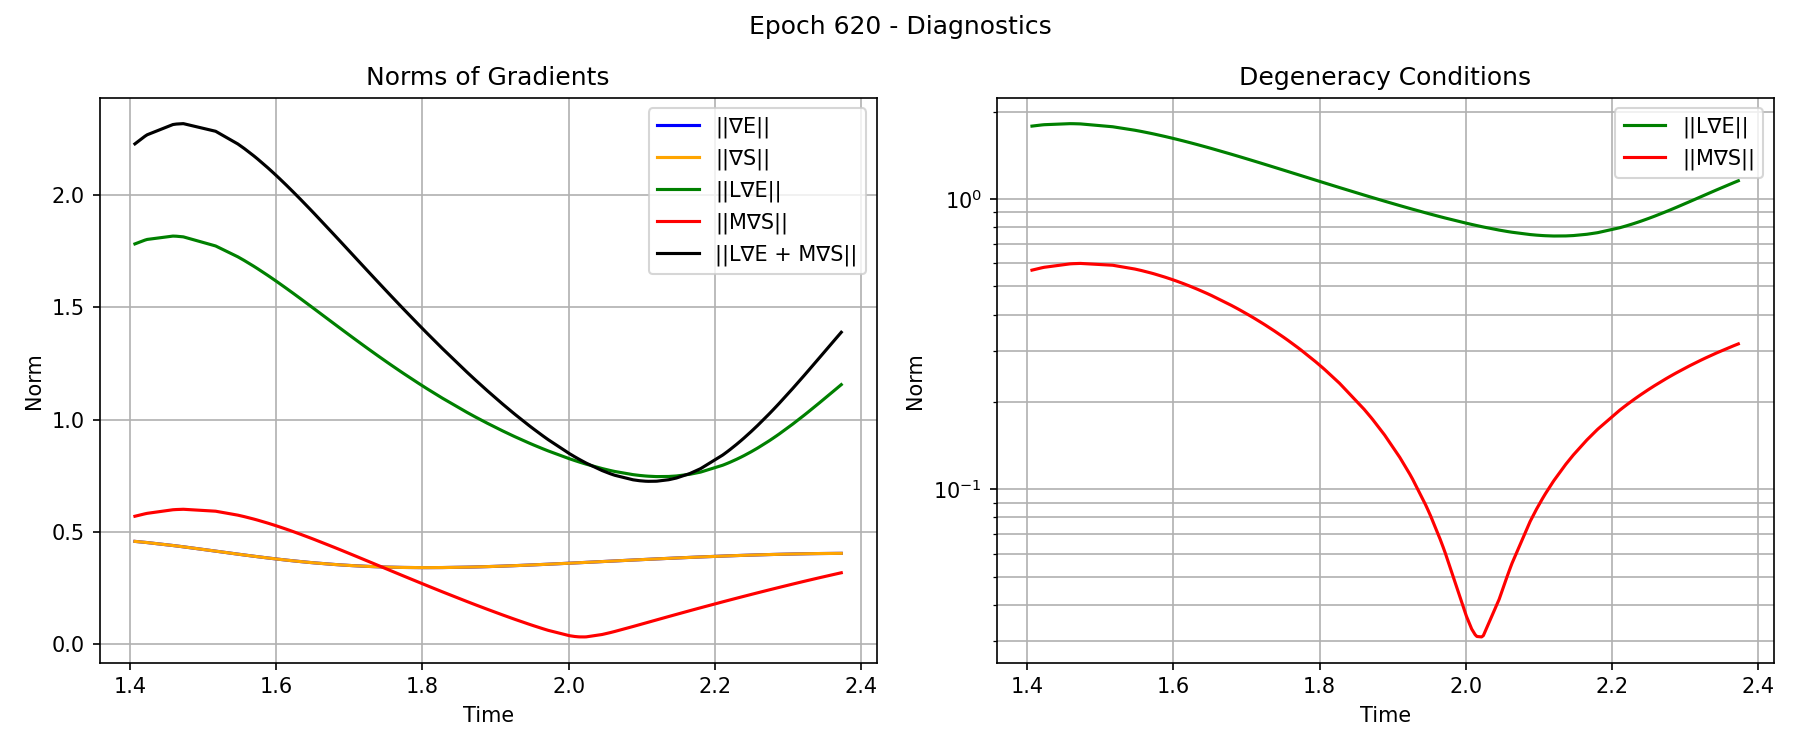 Epoch 620 - Diagnostics
Norms of Gradients
2.0
1.5
1.0
0.5
0.0
Norm
1.4 1.6 1.8 2.0 2.2 2.4
Time
||∇E||
||∇S||
||L∇E||
||M∇S||
||L∇E + M∇S||
Degeneracy Conditions
10⁰
10⁻¹
Norm
1.4 1.6 1.8 2.0 2.2 2.4
Time
||L∇E||
||M∇S||